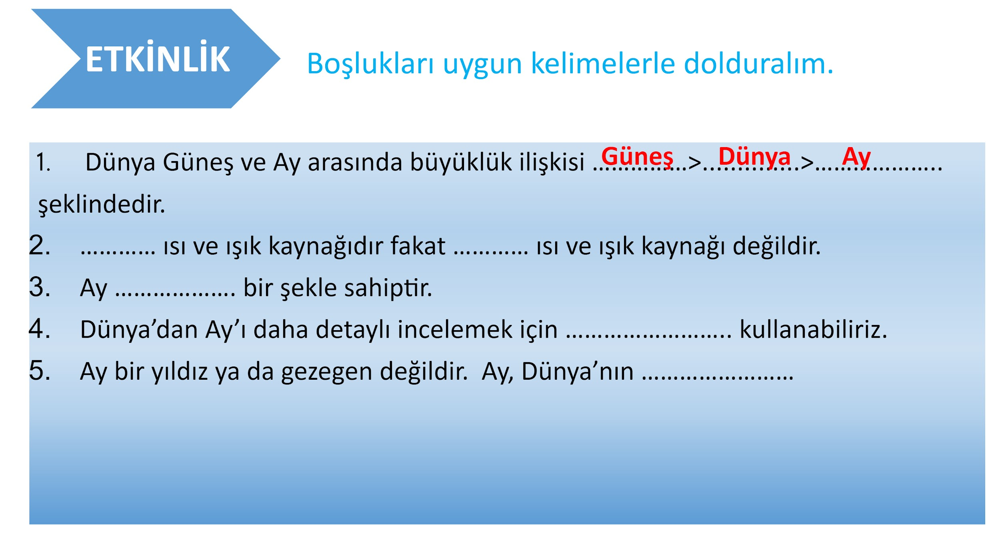 ETKİNLİK
Boşlukları uygun kelimelerle dolduralım.
1. Dünya Güneş ve Ay arasında büyüklük ilişkisi ……Güneş……>……Dünya……>……Ay……………
şeklindedir.
2. ………… ısı ve ışık kaynağıdır fakat ………… ısı ve ışık kaynağı değildir.
3. Ay ……………… bir şekle sahiptir.
4. Dünya’dan Ay’ı daha detaylı incelemek için …………………… kullanabiliriz.
5. Ay bir yıldız ya da gezegen değildir. Ay, Dünya’nın ……………………